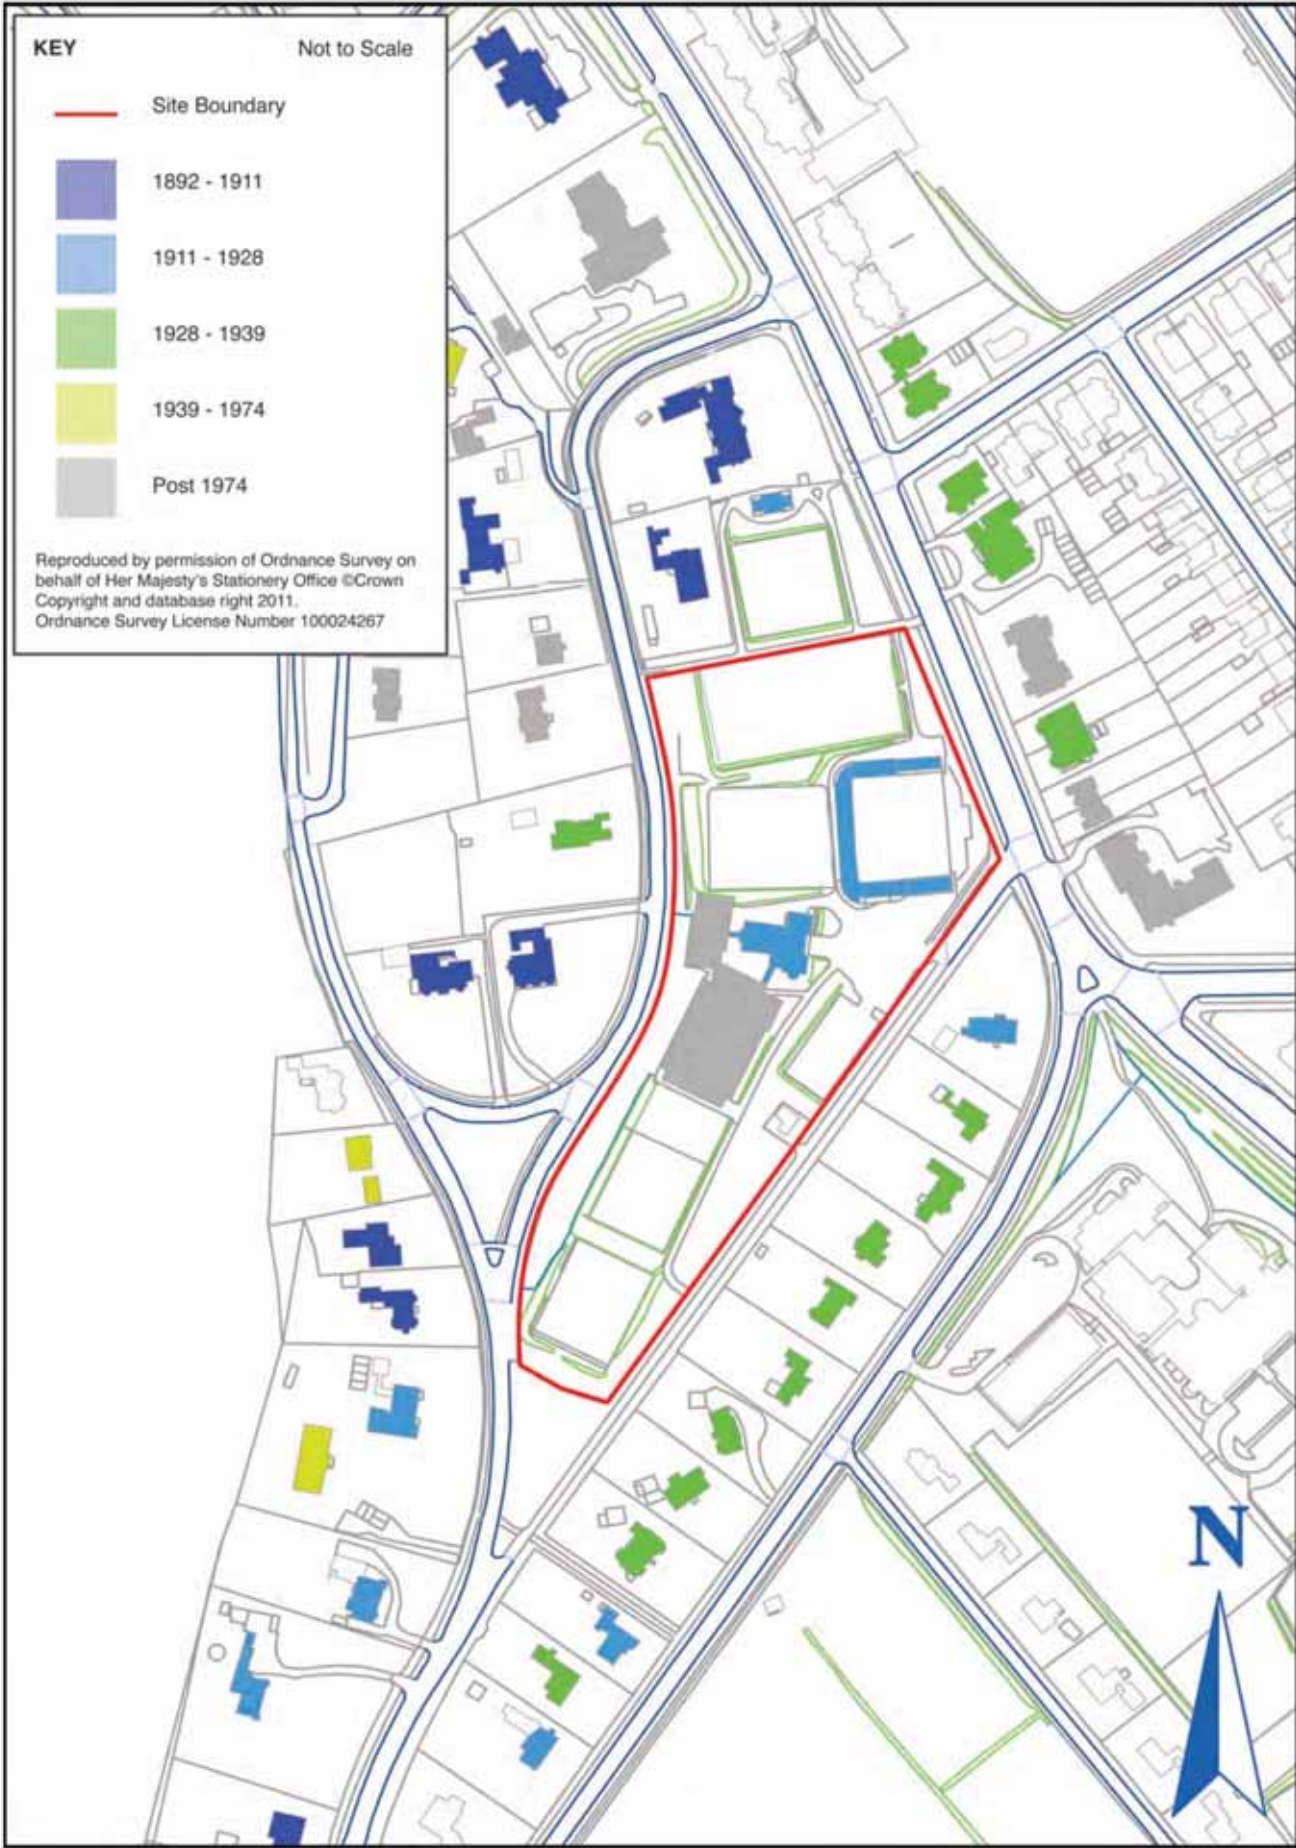 KEY Not to Scale
Site Boundary
1892 - 1911
1911 - 1928
1928 - 1939
1939 - 1974
Post 1974
Reproduced by permission of Ordnance Survey on
behalf of Her Majesty's Stationery Office ©Crown
Copyright and database right 2011.
Ordnance Survey License Number 100024267
N